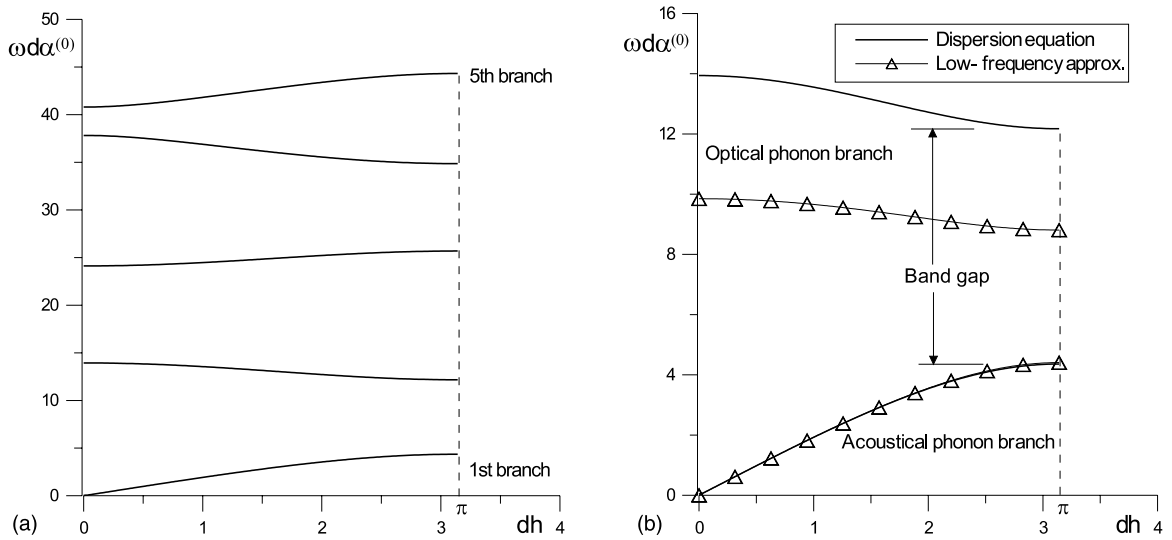 50
ωdα(0)
40
30
20
10
0
5th branch
1st branch
π
(a)
0
1
2
3
dh
4
16
ωdα(0)
12
8
4
0
Dispersion equation
Low- frequency approx.
Optical phonon branch
Band gap
Acoustical phonon branch
π
(b)
0
1
2
3
dh
4